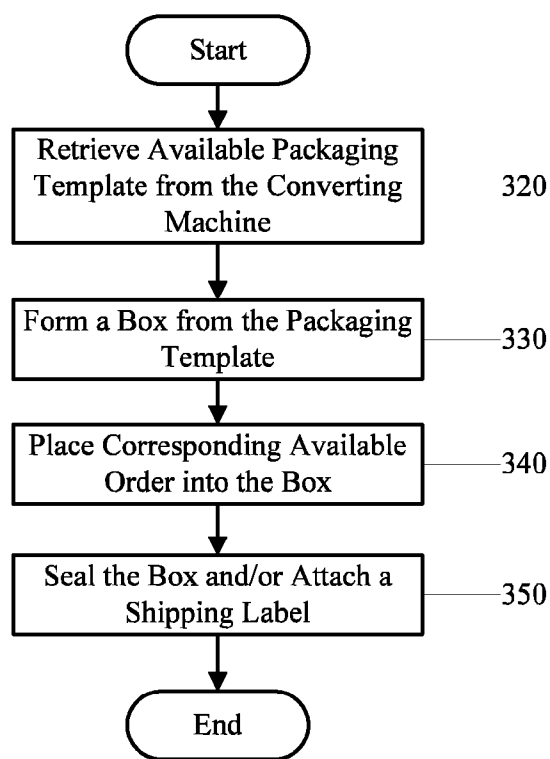 Start
Retrieve Available Packaging
Template from the Converting
Machine
320
Form a Box from the Packaging
Template
330
Place Corresponding Available
Order into the Box
340
Seal the Box and/or Attach a
Shipping Label
350
End